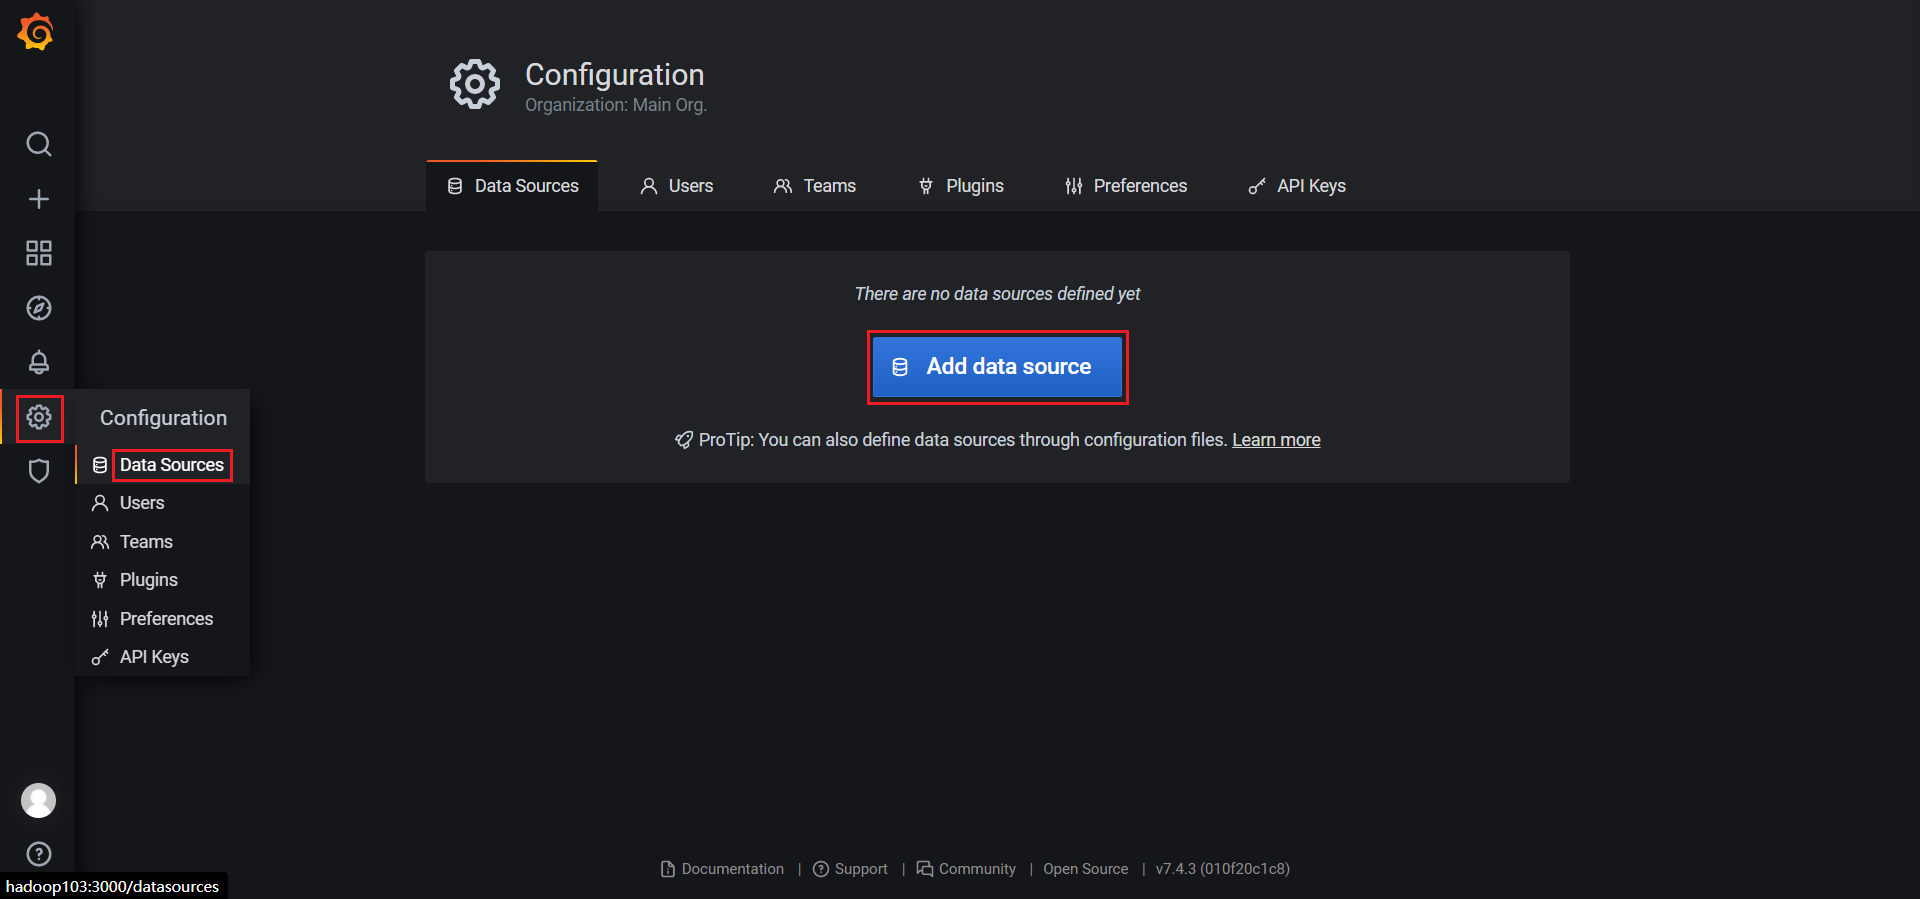 Configuration
Organization: Main Org.
Data Sources
Users
Teams
Plugins
Preferences
API Keys
There are no data sources defined yet
Add data source
ProTip: You can also define data sources through configuration files. Learn more
Configuration
Data Sources
Users
Teams
Plugins
Preferences
API Keys
Documentation | Support | Community | Open Source | v7.4.3 (010f20c1c8)
hadoop103:3000/datasources